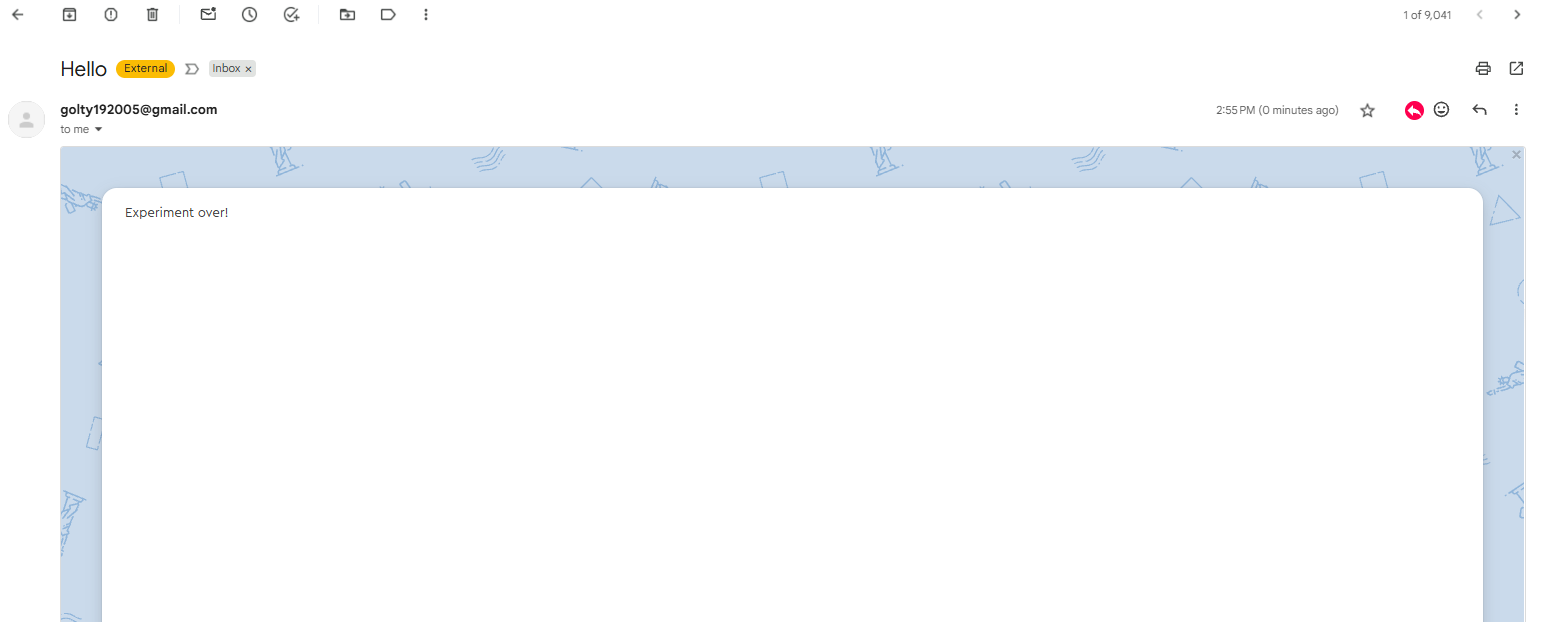 1 of 9,041
Hello External Inbox ×
golty192005@gmail.com 2:55 PM (0 minutes ago)
to me
Experiment over!